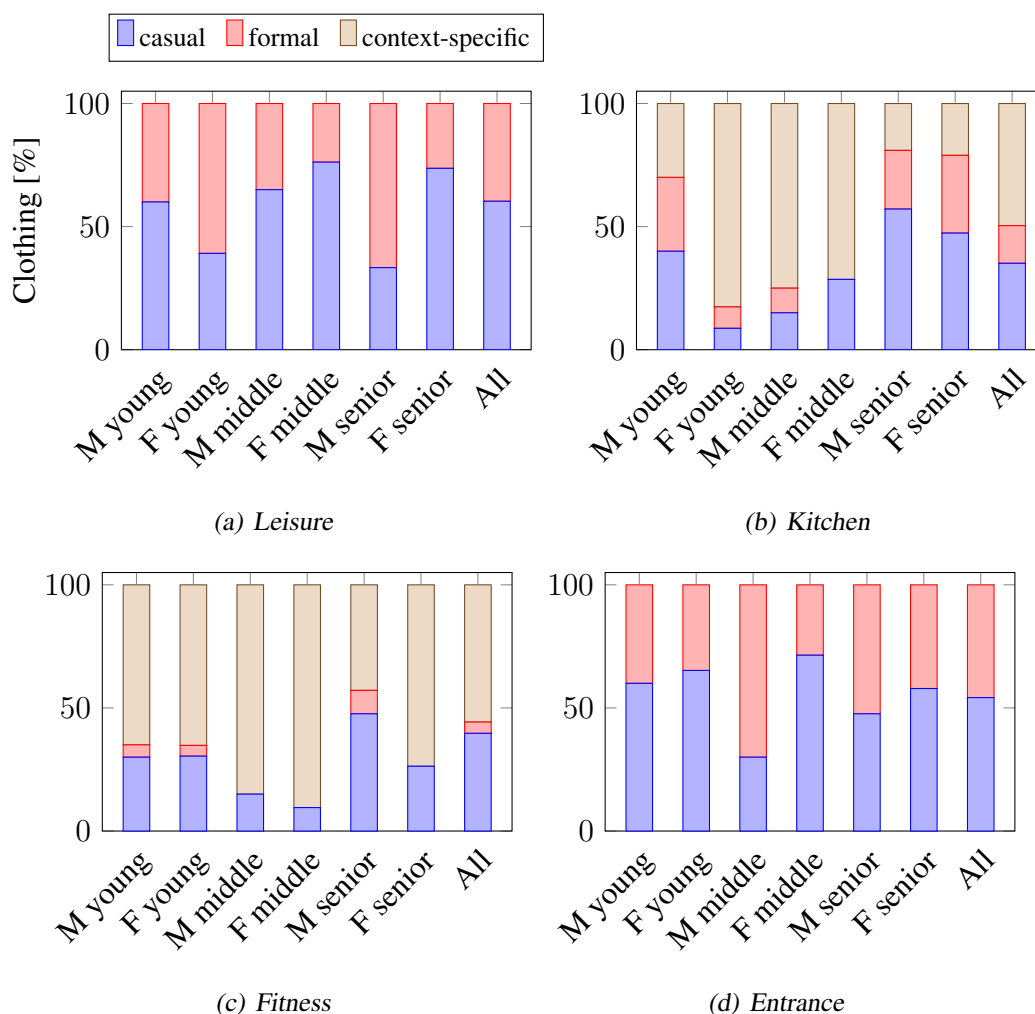 casual formal context-specific
Clothing [%]
100
50
0
M young
F young
M middle
F middle
M senior
F senior
All
(a) Leisure
100
50
0
M young
F young
M middle
F middle
M senior
F senior
All
(b) Kitchen
100
50
0
M young
F young
M middle
F middle
M senior
F senior
All
(c) Fitness
100
50
0
M young
F young
M middle
F middle
M senior
F senior
All
(d) Entrance